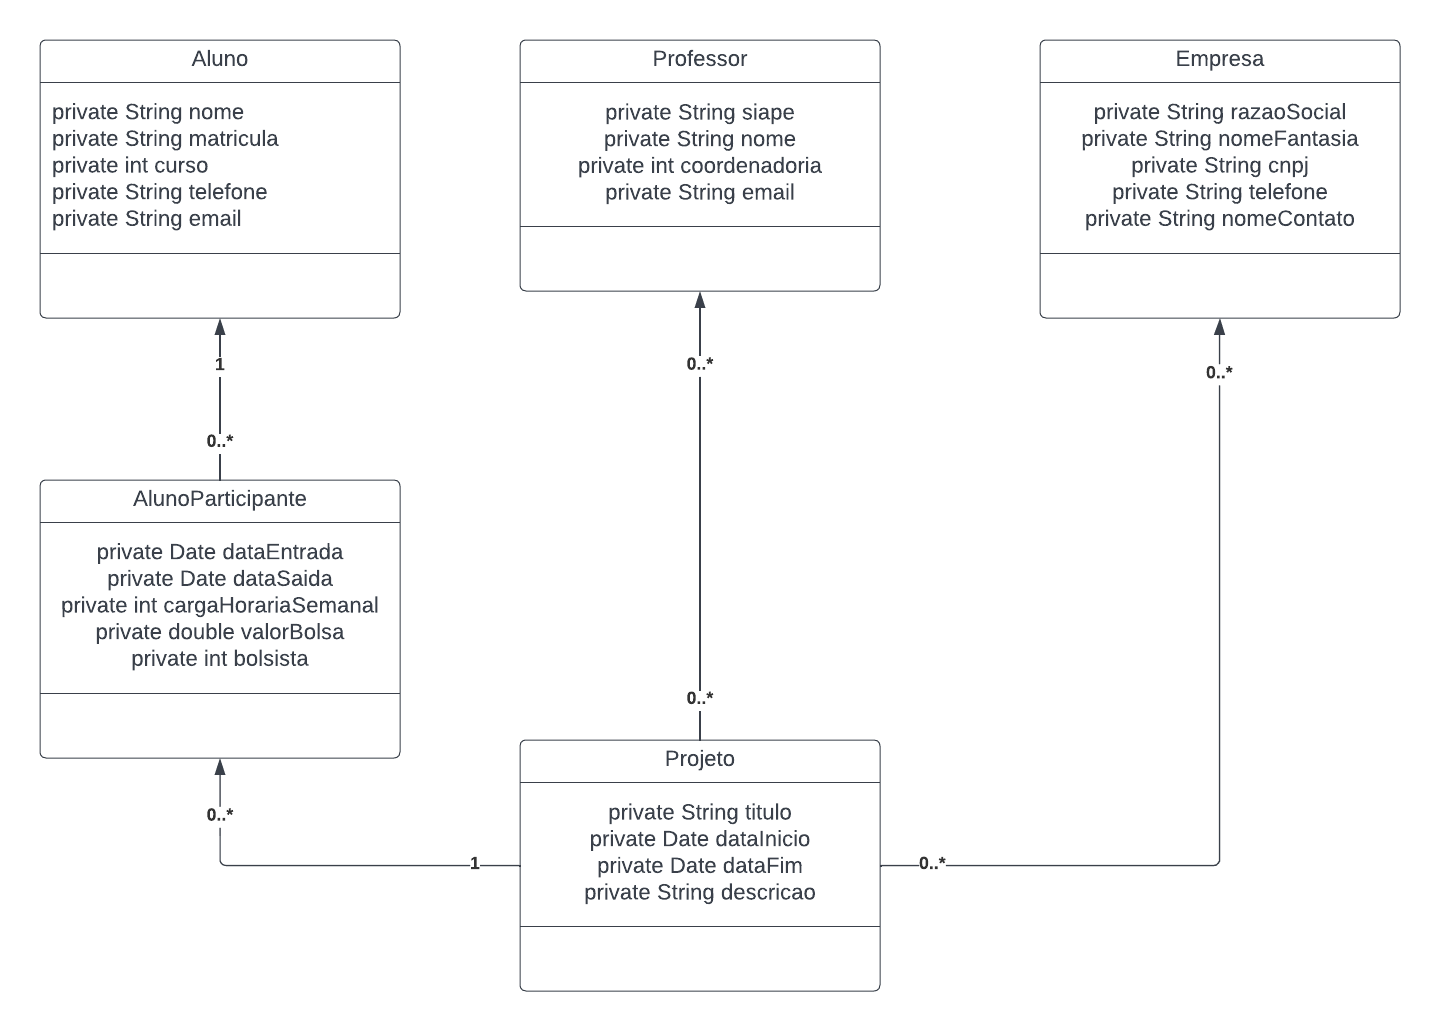 Aluno
private String nome
private String matricula
private int curso
private String telefone
private String email
Professor
private String siape
private String nome
private int coordenadoria
private String email
Empresa
private String razaoSocial
private String nomeFantasia
private String cnpj
private String telefone
private String nomeContato
1
0..*
0..*
0..*
AlunoParticipante
private Date dataEntrada
private Date dataSaida
private int cargaHorariaSemanal
private double valorBolsa
private int bolsista
0..*
Projeto
private String titulo
private Date dataInicio
private Date dataFim
private String descricao
0..*
1
0..*